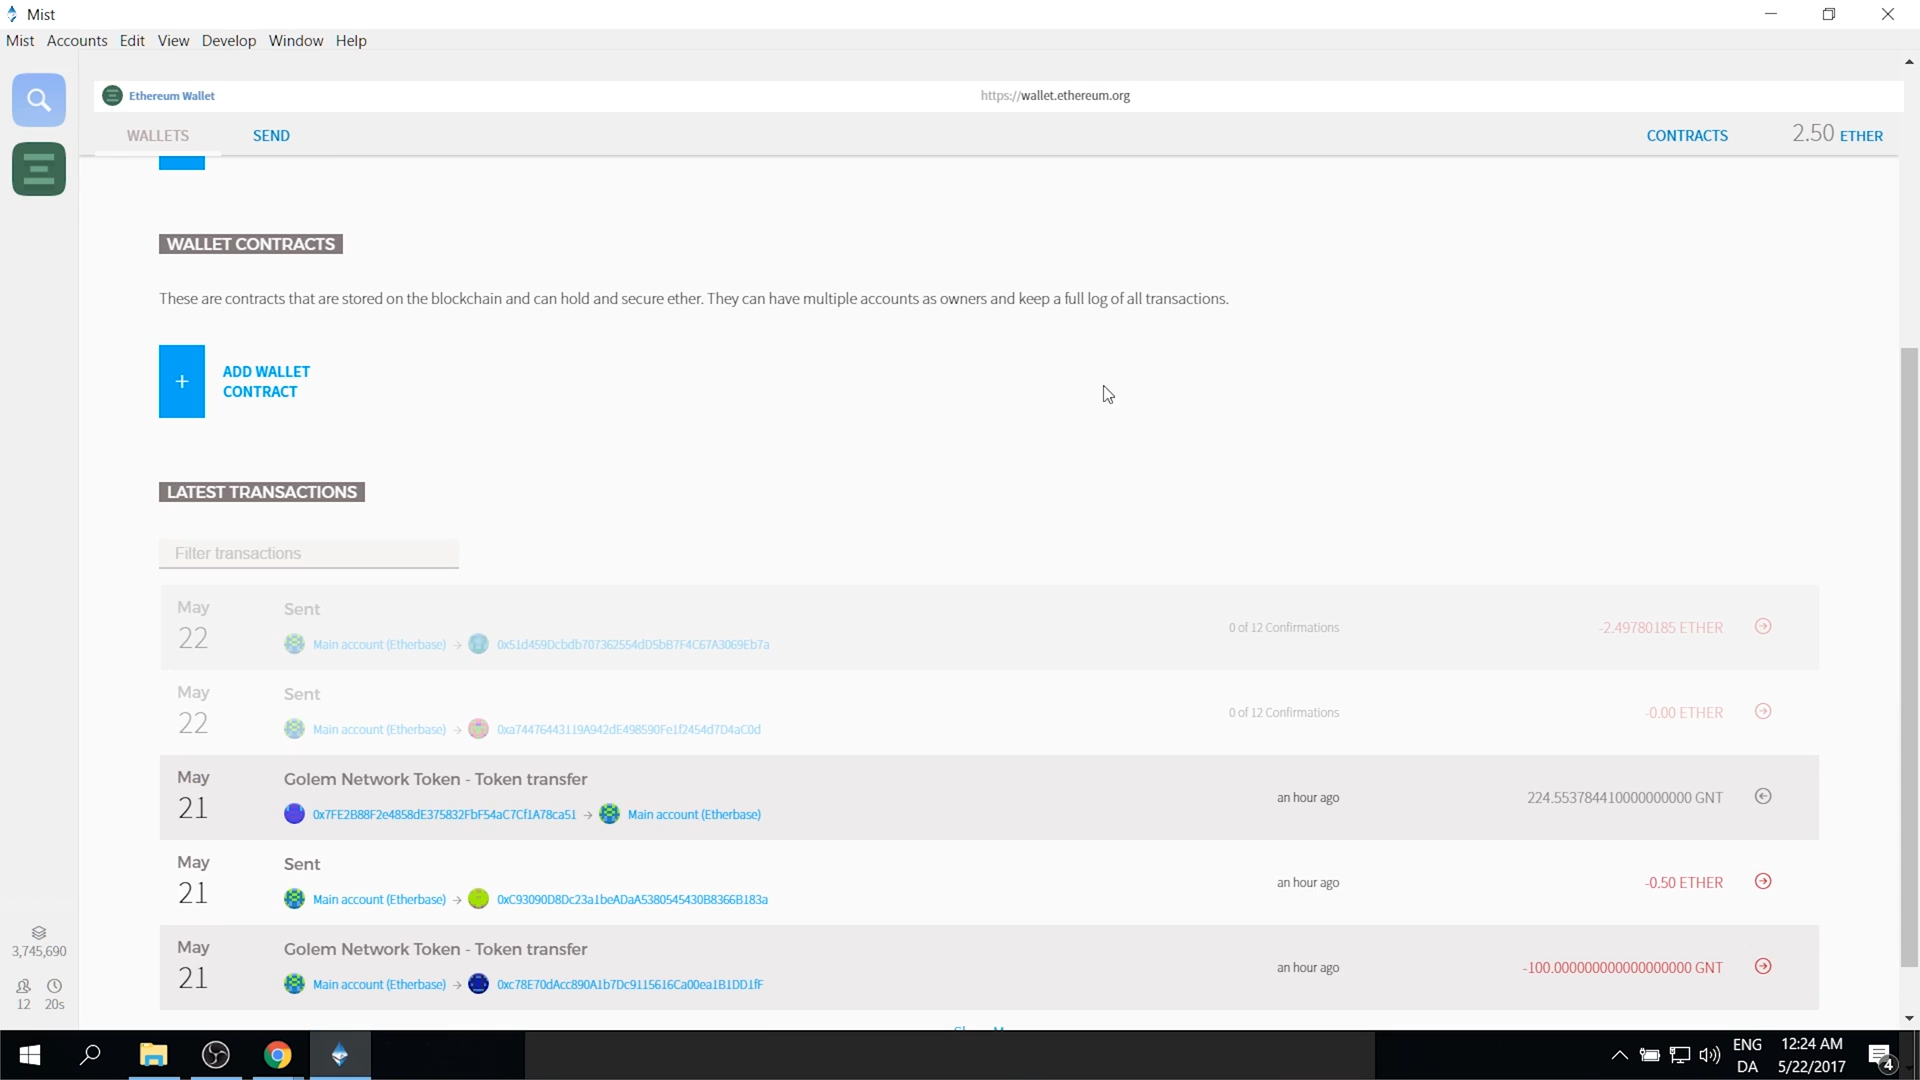 Mist
Mist Accounts Edit View Develop Window Help
Ethereum Wallet https://wallet.ethereum.org
WALLETS SEND CONTRACTS 2.50 ETHER
WALLET CONTRACTS
These are contracts that are stored on the blockchain and can hold and secure ether. They can have multiple accounts as owners and keep a full log of all transactions.
+ ADD WALLET
CONTRACT
LATEST TRANSACTIONS
Filter transactions
May Sent
22 0 of 12 Confirmations -2.49780185 ETHER
Main account (Etherbase) → 0x51d459Dcbdb707362554dD5bB7F4C67A3069Eb7a
May Sent
22 0 of 12 Confirmations -0.00 ETHER
Main account (Etherbase) → 0xa74476443119A942dE498590Fe1f2454d7D4aC0d
May Golem Network Token - Token transfer
21 an hour ago 224.553784410000000000 GNT
0x7FE2B88F2e4858dE375832FbF54aC7Cf1A78ca51 → Main account (Etherbase)
May Sent
21 an hour ago -0.50 ETHER
Main account (Etherbase) → 0xC93090D8Dc23a1beADaA5380545430B8366B183a
May Golem Network Token - Token transfer
21 an hour ago -100.000000000000000000 GNT
Main account (Etherbase) → 0xc78E70dAcc890A1b7Dc9115616Ca00ea1B1DD1fF
3,745,690
12 20s
ENG 12:24 AM
DA 5/22/2017 4